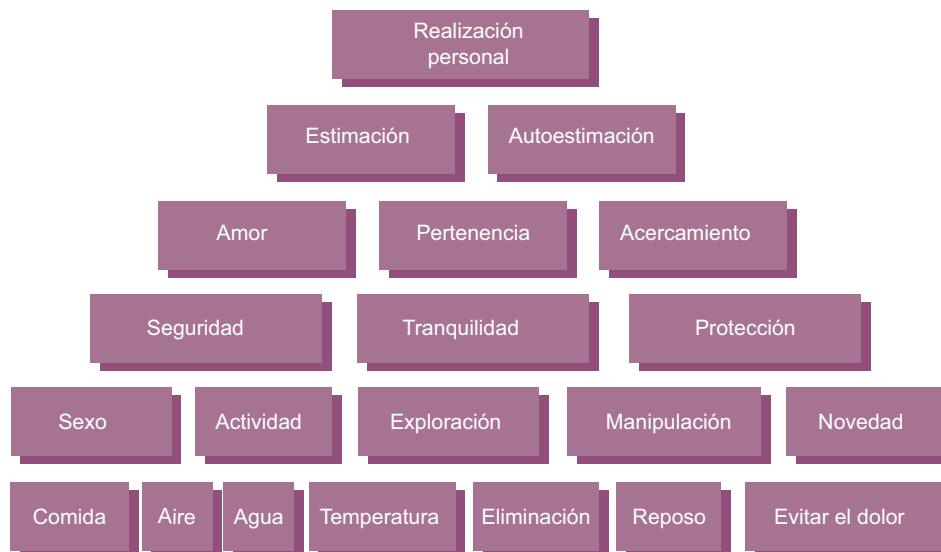 Realización
personal
Estimación Autoestimación
Amor Pertenencia Acercamiento
Seguridad Tranquilidad Protección
Sexo Actividad Exploración Manipulación Novedad
Comida Aire Agua Temperatura Eliminación Reposo Evitar el dolor